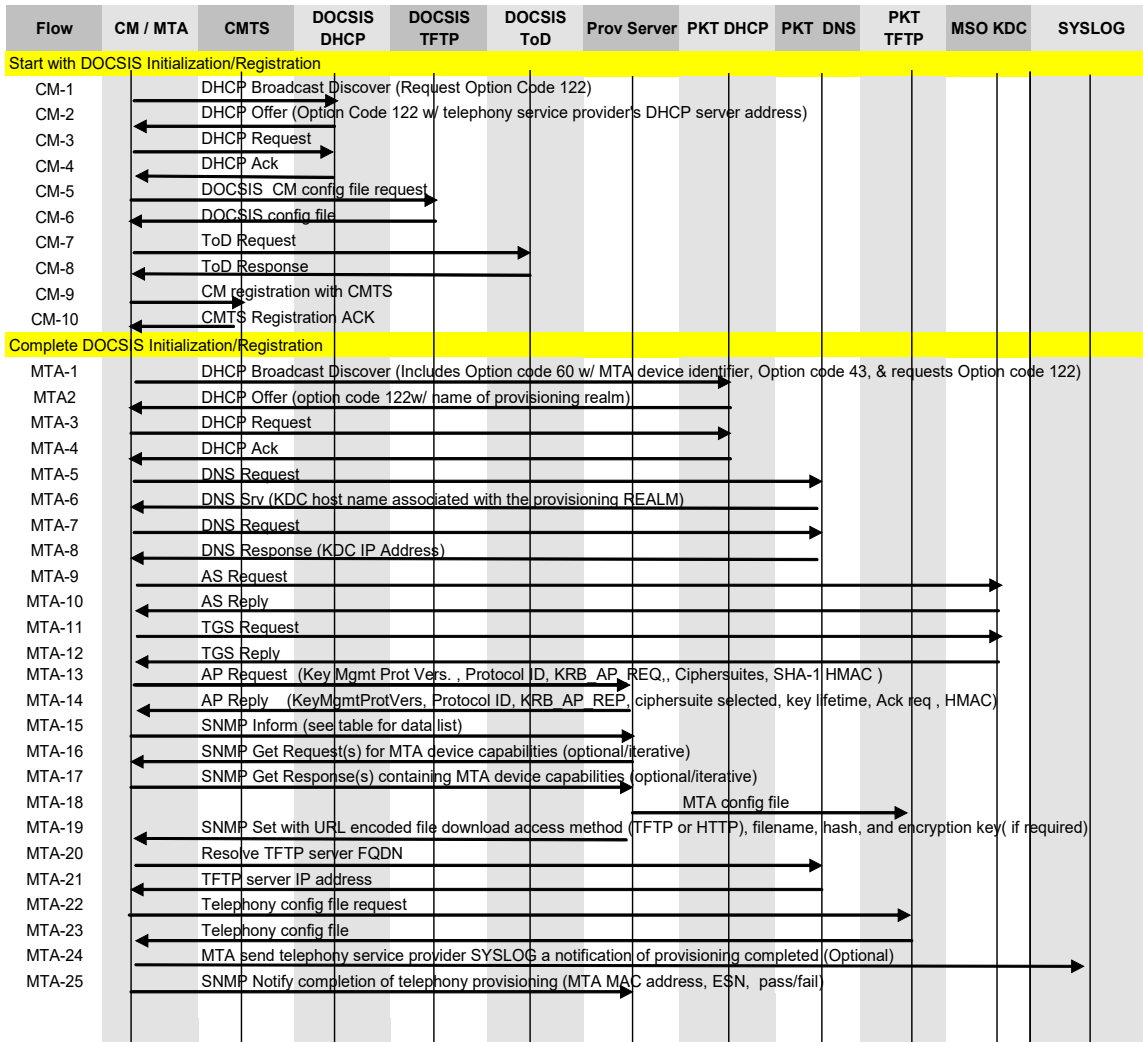 Flow CM / MTA CMTS DOCSIS DHCP DOCSIS TFTP DOCSIS ToD Prov Server PKT DHCP PKT DNS PKT TFTP MSO KDC SYSLOG
Start with DOCSIS Initialization/Registration
CM-1 DHCP Broadcast Discover (Request Option Code 122)
CM-2 DHCP Offer (Option Code 122 w/ telephony service provider's DHCP server address)
CM-3 DHCP Request
CM-4 DHCP Ack
CM-5 DOCSIS CM config file request
CM-6 DOCSIS config file
CM-7 ToD Request
CM-8 ToD Response
CM-9 CM registration with CMTS
CM-10 CMTS Registration ACK
Complete DOCSIS Initialization/Registration
MTA-1 DHCP Broadcast Discover (Includes Option code 60 w/ MTA device identifier, Option code 43, & requests Option code 122)
MTA2 DHCP Offer (option code 122w/ name of provisioning realm)
MTA-3 DHCP Request
MTA-4 DHCP Ack
MTA-5 DNS Request
MTA-6 DNS Srv (KDC host name associated with the provisioning REALM)
MTA-7 DNS Request
MTA-8 DNS Response (KDC IP Address)
MTA-9 AS Request
MTA-10 AS Reply
MTA-11 TGS Request
MTA-12 TGS Reply
MTA-13 AP Request (Key Mgmt Prot Vers. , Protocol ID, KRB_AP_REQ,, Ciphersuites, SHA-1 HMAC )
MTA-14 AP Reply (KeyMgmtProtVers, Protocol ID, KRB_AP_REP, ciphersuite selected, key lifetime, Ack req , HMAC)
MTA-15 SNMP Inform (see table for data list)
MTA-16 SNMP Get Request(s) for MTA device capabilities (optional/iterative)
MTA-17 SNMP Get Response(s) containing MTA device capabilities (optional/iterative)
MTA-18 MTA config file
MTA-19 SNMP Set with URL encoded file download access method (TFTP or HTTP), filename, hash, and encryption key( if required)
MTA-20 Resolve TFTP server FQDN
MTA-21 TFTP server IP address
MTA-22 Telephony config file request
MTA-23 Telephony config file
MTA-24 MTA send telephony service provider SYSLOG a notification of provisioning completed (Optional)
MTA-25 SNMP Notify completion of telephony provisioning (MTA MAC address, ESN, pass/fail)